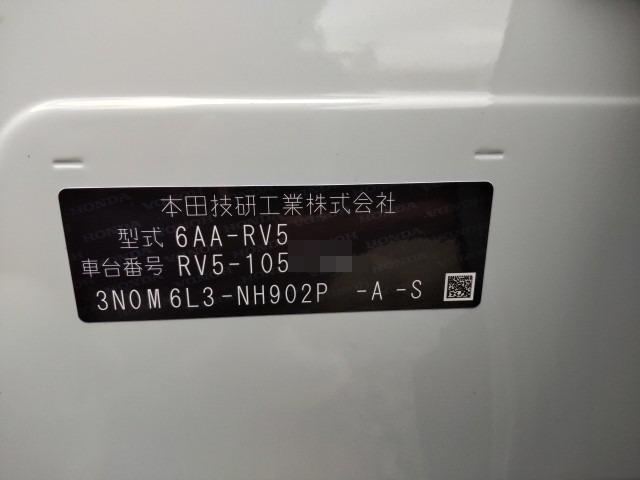 本田技研工業株式会社
型式 6AA-RV5
車台番号 RV5-105
3N0M6L3-NH902P -A -S